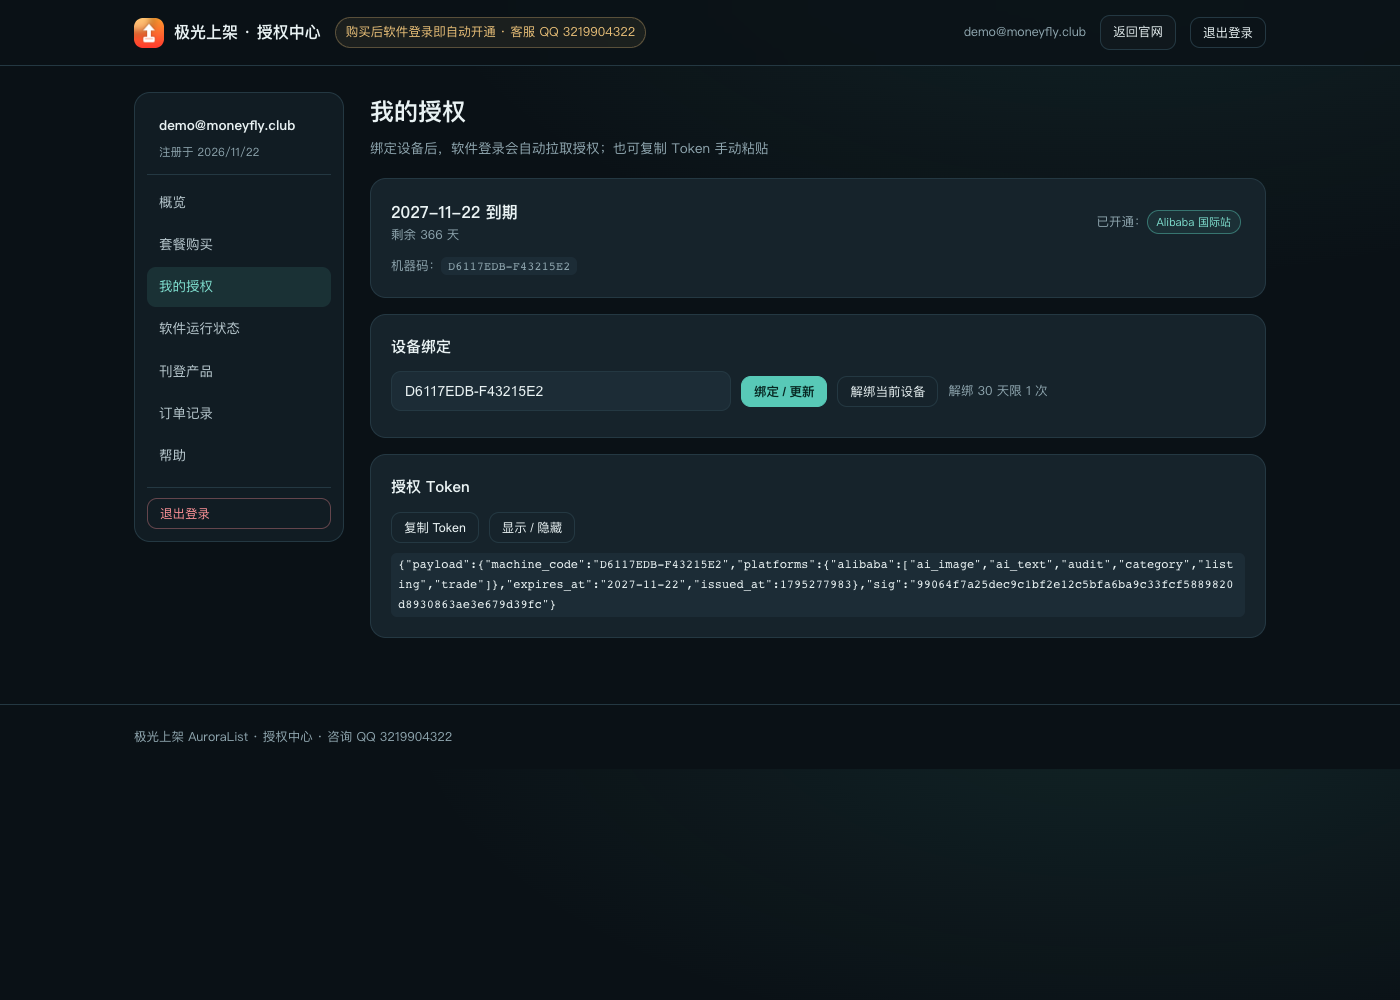 极光上架 · 授权中心
购买后软件登录即自动开通 · 客服 QQ 3219904322
demo@moneyfly.club
返回官网
退出登录
demo@moneyfly.club
注册于 2026/11/22
概览
套餐购买
我的授权
软件运行状态
刊登产品
订单记录
帮助
退出登录
我的授权
绑定设备后，软件登录会自动拉取授权；也可复制 Token 手动粘贴
2027-11-22 到期
剩余 366 天
已开通：
Alibaba 国际站
机器码：
D6117EDB-F43215E2
设备绑定
D6117EDB-F43215E2
绑定 / 更新
解绑当前设备
解绑 30 天限 1 次
授权 Token
复制 Token
显示 / 隐藏
{"payload":{"machine_code":"D6117EDB-F43215E2","platforms":{"alibaba":["ai_image","ai_text","audit","category","list
ing","trade"]},"expires_at":"2027-11-22","issued_at":1795277983},"sig":"99064f7a25dec9c1bf2e12c5bfa6ba9c33fcf5889820
d8930863ae3e679d39fc"}
极光上架 AuroraList · 授权中心 · 咨询 QQ 3219904322